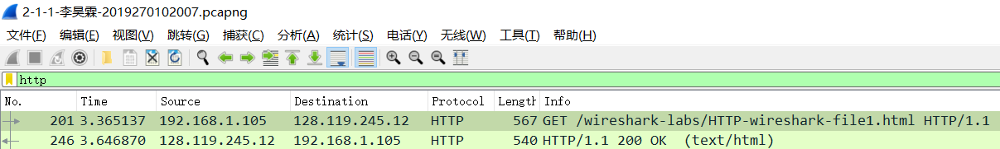 2-1-1-李昊霖-2019270102007.pcapng
文件(F) 编辑(E) 视图(V) 跳转(G) 捕获(C) 分析(A) 统计(S) 电话(Y) 无线(W) 工具(T) 帮助(H)
http
No. Time Source Destination Protocol Length Info
201 3.365137 192.168.1.105 128.119.245.12 HTTP 567 GET /wireshark-labs/HTTP-wireshark-file1.html HTTP/1.1
246 3.646870 128.119.245.12 192.168.1.105 HTTP 540 HTTP/1.1 200 OK (text/html)